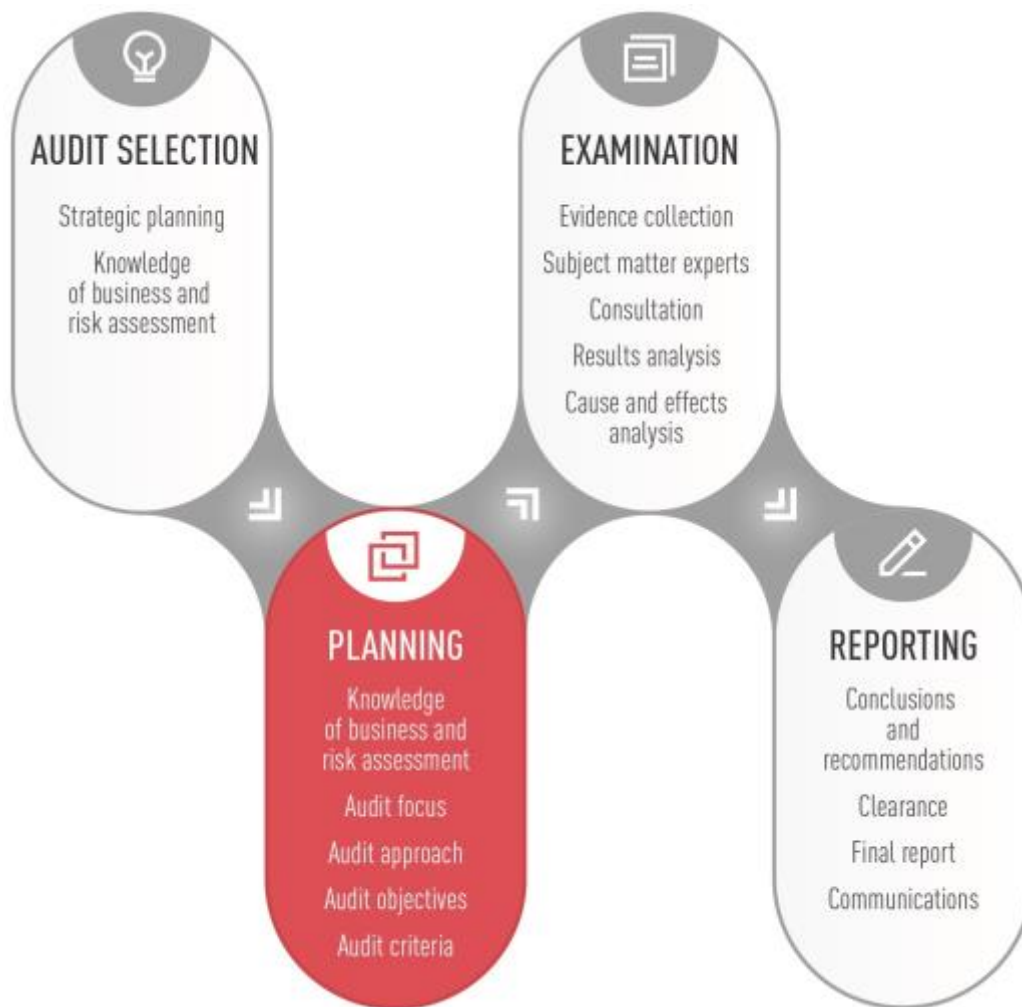 AUDIT SELECTION
Strategic planning
Knowledge
of business and
risk assessment
PLANNING
Knowledge
of business and
risk assessment
Audit focus
Audit approach
Audit objectives
Audit criteria
EXAMINATION
Evidence collection
Subject matter experts
Consultation
Results analysis
Cause and effects
analysis
REPORTING
Conclusions
and
recommendations
Clearance
Final report
Communications